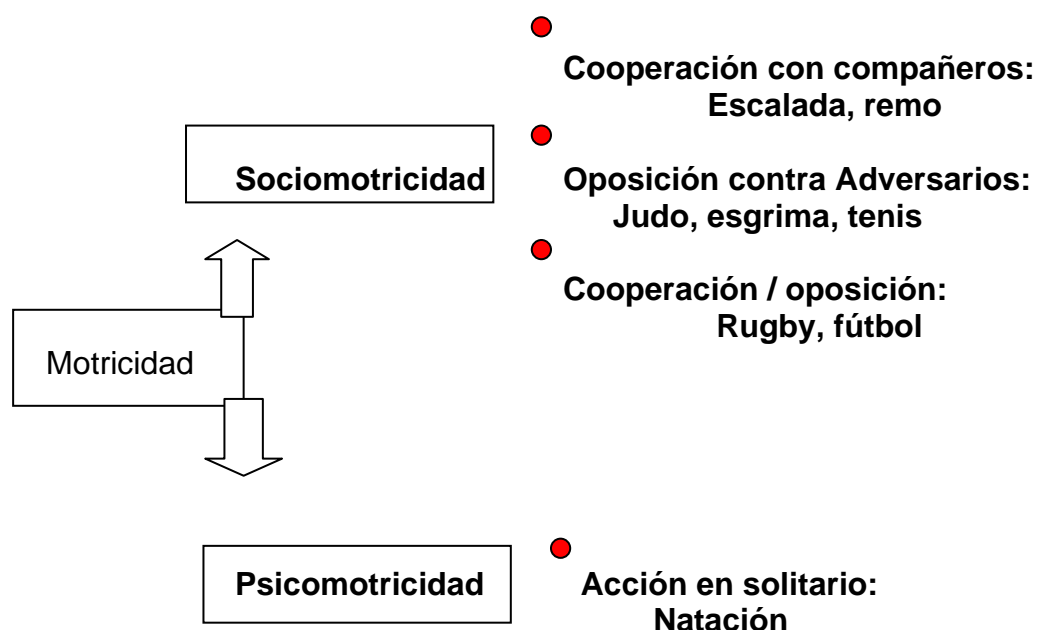 Cooperación con compañeros:
Escalada, remo
Sociomotricidad
Oposición contra Adversarios:
Judo, esgrima, tenis
Cooperación / oposición:
Rugby, fútbol
Motricidad
Psicomotricidad
Acción en solitario:
Natación